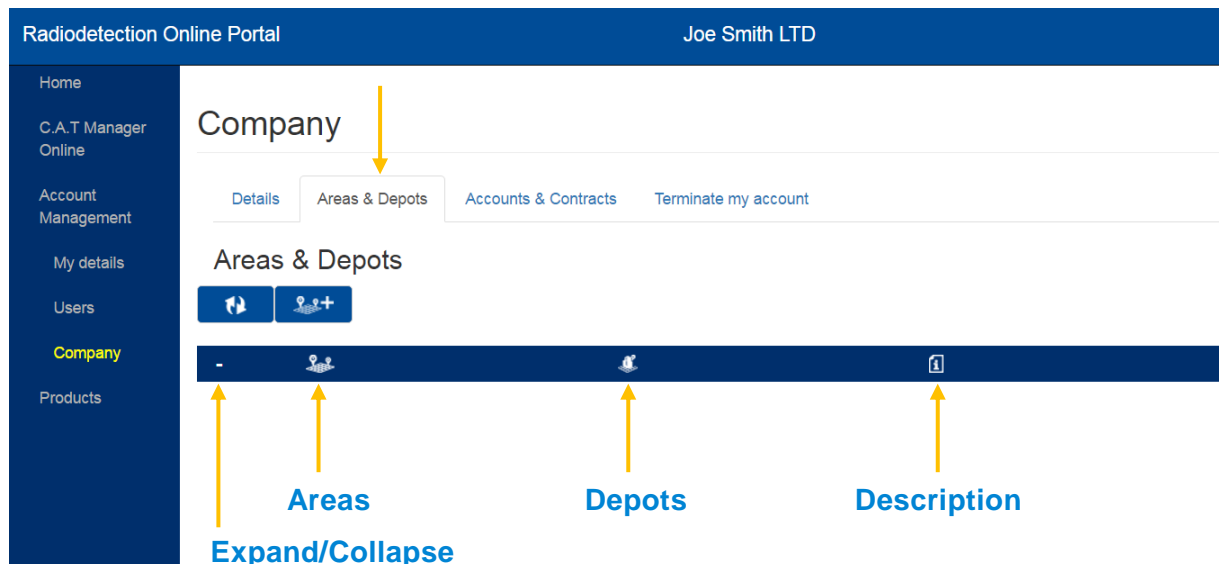 Radiodetection Online Portal
Joe Smith LTD
Home
C.A.T Manager
Online
Account
Management
My details
Users
Company
Products
Company
Details
Areas & Depots
Accounts & Contracts
Terminate my account
Areas & Depots
-
Areas
Depots
Description
Expand/Collapse